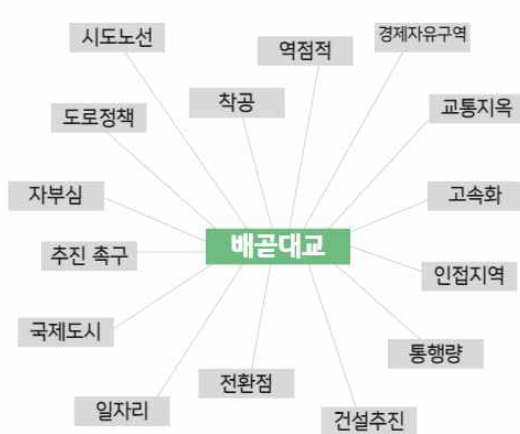 시도노선
역점적
경제자유구역
착공
교통지옥
도로정책
자부심
고속화
배곧대교
추진 촉구
인접지역
국제도시
통행량
전환점
일자리
건설추진